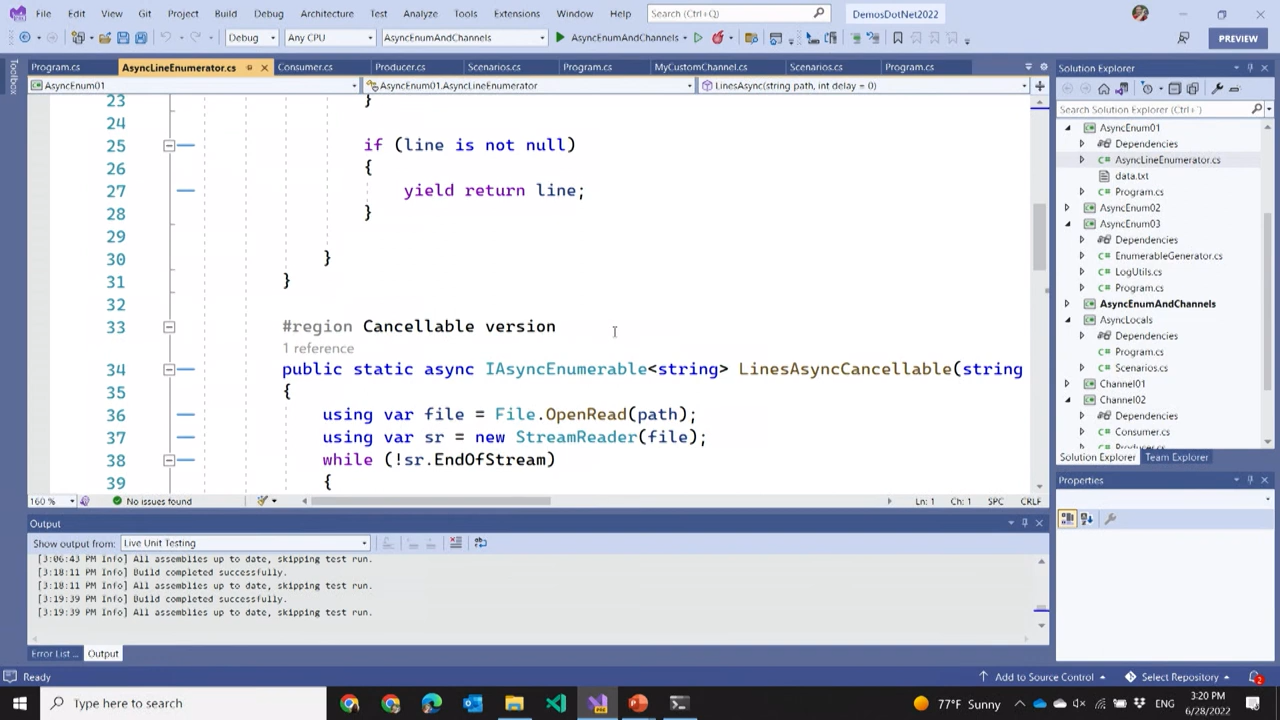 File Edit View Git Project Build Debug Architecture Test Analyze Tools Extensions Window Help Search (Ctrl+Q) DemosDotNet2022
Debug Any CPU AsyncEnumAndChannels AsyncEnumAndChannels PREVIEW
Toolbox
Program.cs AsyncLineEnumerator.cs Consumer.cs Producer.cs Scenarios.cs Program.cs MyCustomChannel.cs Scenarios.cs Program.cs
AsyncEnum01 AsyncEnum01.AsyncLineEnumerator LinesAsync(string path, int delay = 0)
23 }
24
25 if (line is not null)
26 {
27 yield return line;
28 }
29
30 }
31 }
32
33 #region Cancellable version
1 reference
34 public static async IAsyncEnumerable<string> LinesAsyncCancellable(string
35 {
36 using var file = File.OpenRead(path);
37 using var sr = new StreamReader(file);
38 while (!sr.EndOfStream)
39 {
160 % No issues found Ln: 1 Ch: 1 SPC CRLF
Output
Show output from: Live Unit Testing
[3:06:43 PM Info] All assemblies up to date, skipping test run.
[3:18:11 PM Info] Build completed successfully.
[3:18:11 PM Info] All assemblies up to date, skipping test run.
[3:19:39 PM Info] Build completed successfully.
[3:19:39 PM Info] All assemblies up to date, skipping test run.
Error List ... Output
Solution Explorer
Search Solution Explorer (Ctrl+')
AsyncEnum01
Dependencies
AsyncLineEnumerator.cs
data.txt
Program.cs
AsyncEnum02
AsyncEnum03
Dependencies
EnumerableGenerator.cs
LogUtils.cs
Program.cs
AsyncEnumAndChannels
AsyncLocals
Dependencies
Program.cs
Scenarios.cs
Channel01
Channel02
Dependencies
Consumer.cs
Producer.cs
Solution Explorer Team Explorer
Properties
Ready Add to Source Control Select Repository 2
Type here to search 77°F Sunny ENG 3:20 PM
6/28/2022